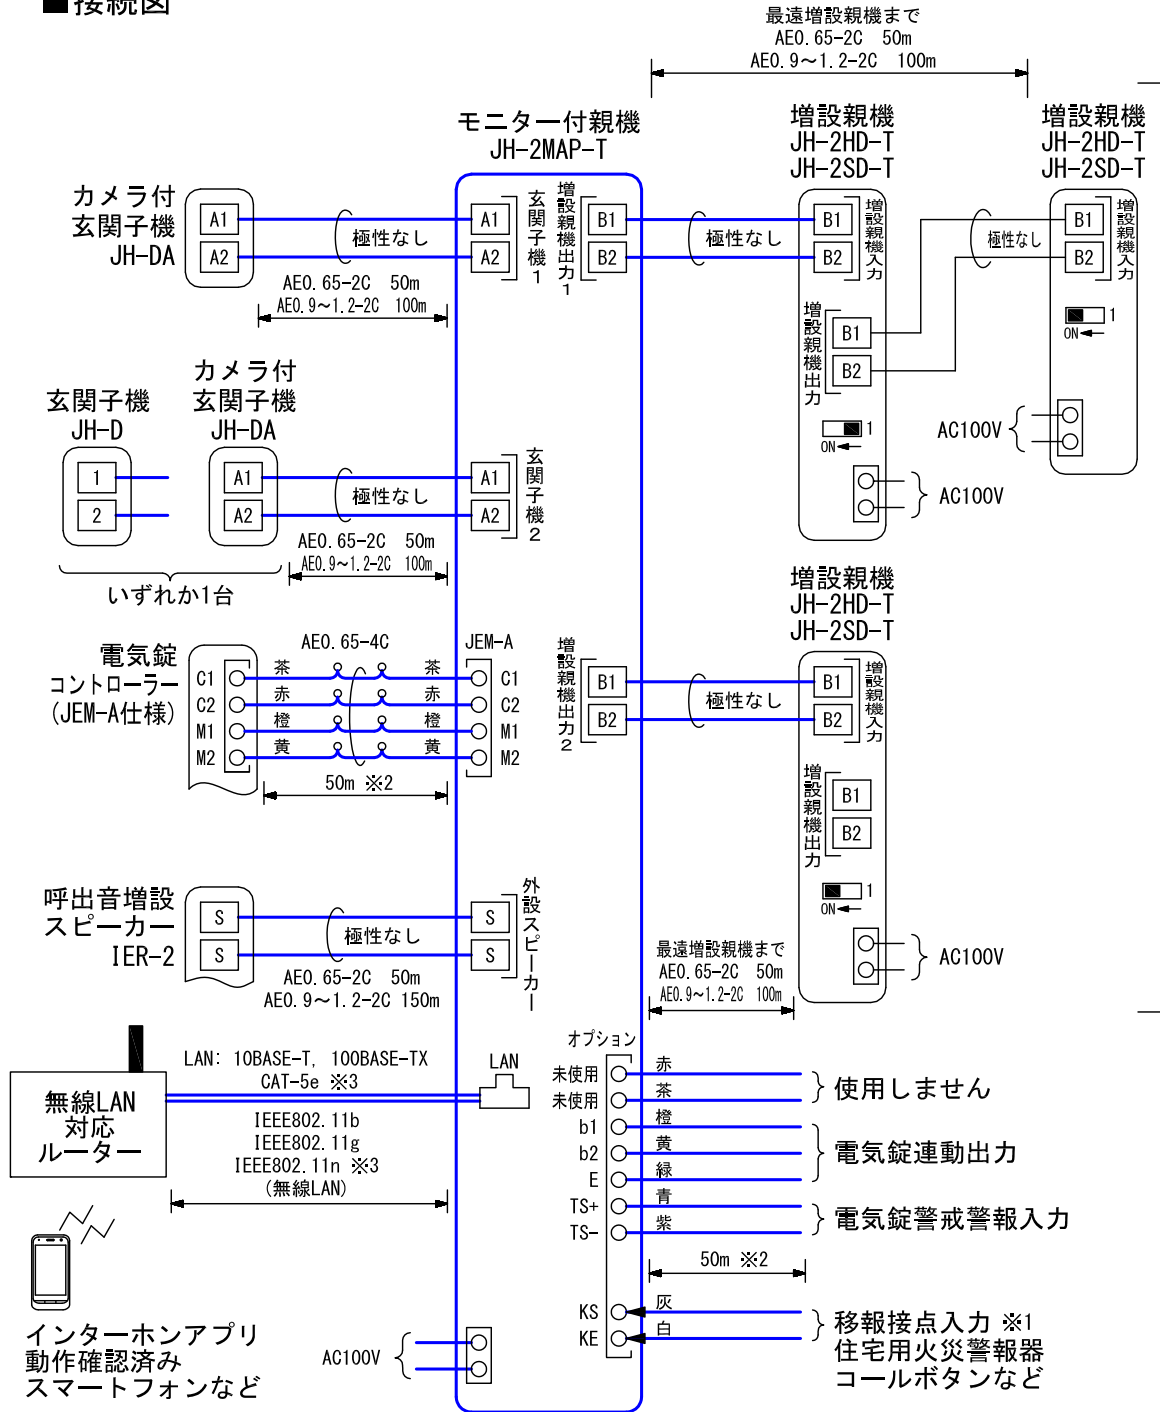 ■接続図
最遠増設親機まで
AE0.65-2C 50m
AE0.9〜1.2-2C 100m
モニター付親機
JH-2MAP-T
増設親機
JH-2HD-T
JH-2SD-T
増設親機
JH-2HD-T
JH-2SD-T
カメラ付
玄関子機
JH-DA
A1
A2
極性なし
AE0.65-2C 50m
AE0.9〜1.2-2C 100m
A1
A2
玄関子機1
増設親機出力1
B1
B2
極性なし
B1
B2
増設親機入力
増設親機出力
B1
B2
1
ON
AC100V
極性なし
B1
B2
増設親機入力
1
ON
AC100V
玄関子機
JH-D
1
2
カメラ付
玄関子機
JH-DA
A1
A2
いずれか1台
極性なし
AE0.65-2C 50m
AE0.9〜1.2-2C 100m
A1
A2
玄関子機2
電気錠
コントローラー
(JEM-A仕様)
C1
C2
M1
M2
AE0.65-4C
茶 茶
赤 赤
橙 橙
黄 黄
50m ※2
JEM-A
C1
C2
M1
M2
増設親機出力2
B1
B2
極性なし
増設親機
JH-2HD-T
JH-2SD-T
B1
B2
増設親機入力
増設親機出力
B1
B2
1
ON
AC100V
最遠増設親機まで
AE0.65-2C 50m
AE0.9〜1.2-2C 100m
呼出音増設
スピーカー
IER-2
S
S
極性なし
AE0.65-2C 50m
AE0.9〜1.2-2C 150m
S
S
外設スピーカー
無線LAN
対応
ルーター
LAN: 10BASE-T, 100BASE-TX
CAT-5e ※3
IEEE802.11b
IEEE802.11g
IEEE802.11n ※3
(無線LAN)
LAN
オプション
未使用 赤
未使用 茶
使用しません
b1 橙
b2 黄
E 緑
電気錠連動出力
TS+ 青
TS- 紫
電気錠警戒警報入力
50m ※2
KS 灰
KE 白
移報接点入力 ※1
住宅用火災警報器
コールボタンなど
インターホンアプリ
動作確認済み
スマートフォンなど
AC100V